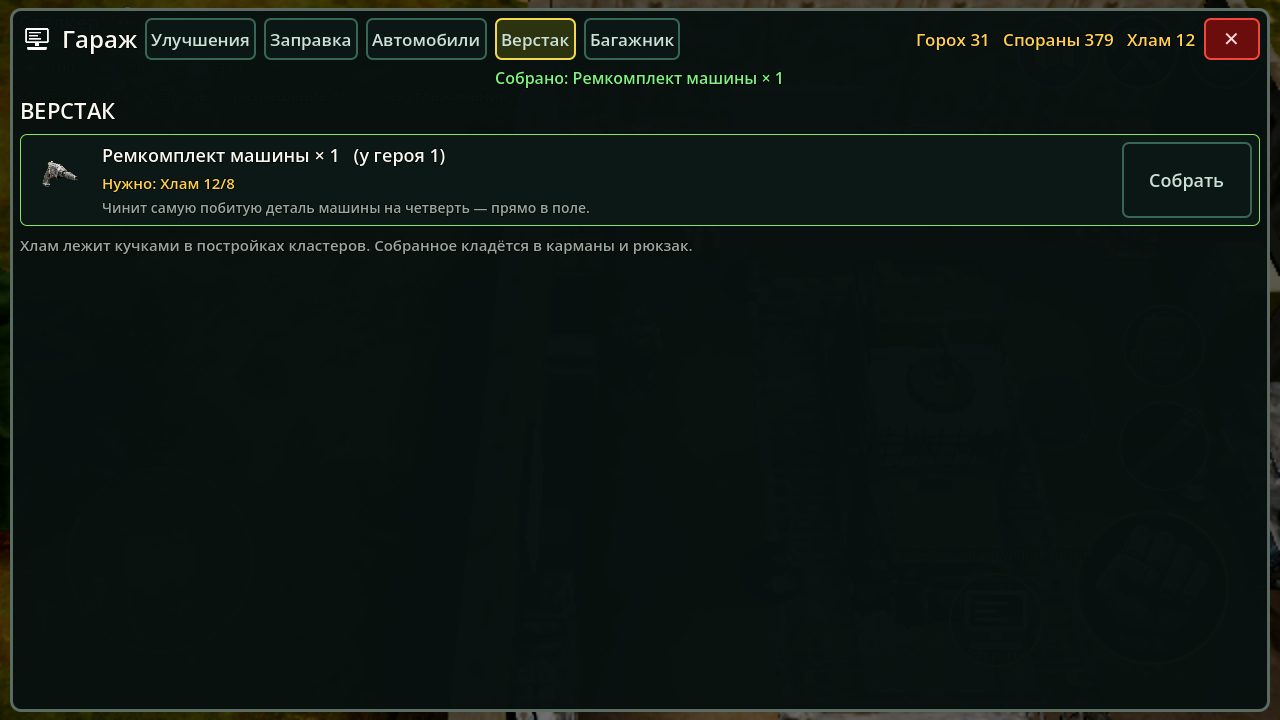 Гараж Улучшения Заправка Автомобили Верстак Багажник Горох 31 Спораны 379 Хлам 12 ✕
Собрано: Ремкомплект машины × 1
ВЕРСТАК
Ремкомплект машины × 1 (у героя 1)
Нужно: Хлам 12/8
Чинит самую побитую деталь машины на четверть — прямо в поле.
Собрать
Хлам лежит кучками в постройках кластеров. Собранное кладётся в карманы и рюкзак.